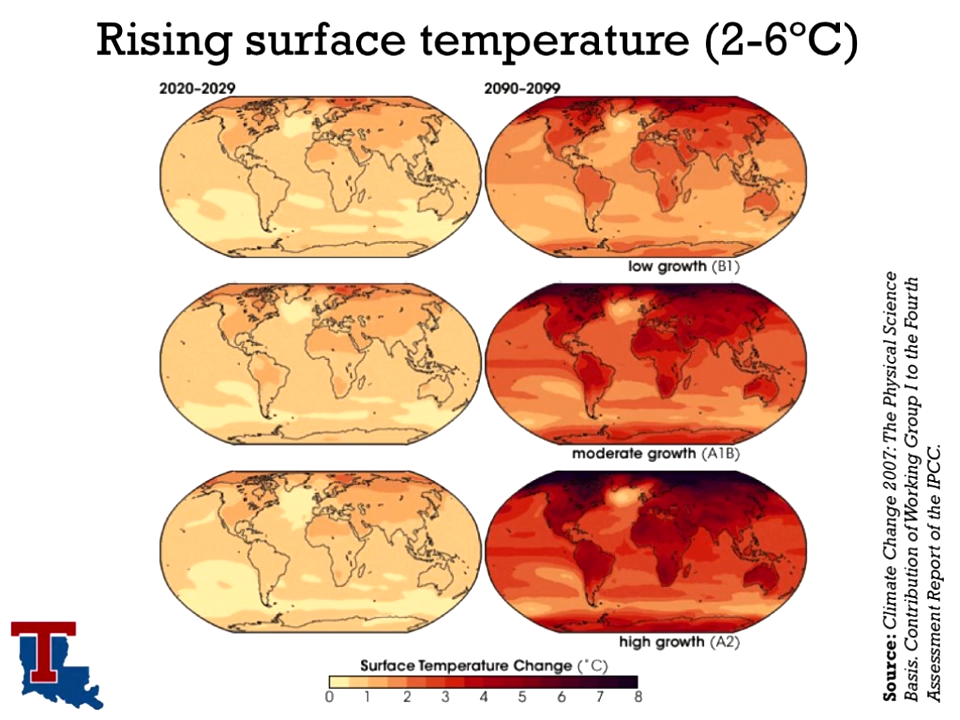 Rising surface temperature (2-6°C)
2020–2029
2090–2099
low growth (B1)
moderate growth (A1B)
high growth (A2)
Surface Temperature Change (˚C)
0 1 2 3 4 5 6 7 8
Source: Climate Change 2007: The Physical Science
Basis. Contribution of Working Group I to the Fourth
Assessment Report of the IPCC.
T